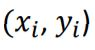 (xᵢ, yᵢ)